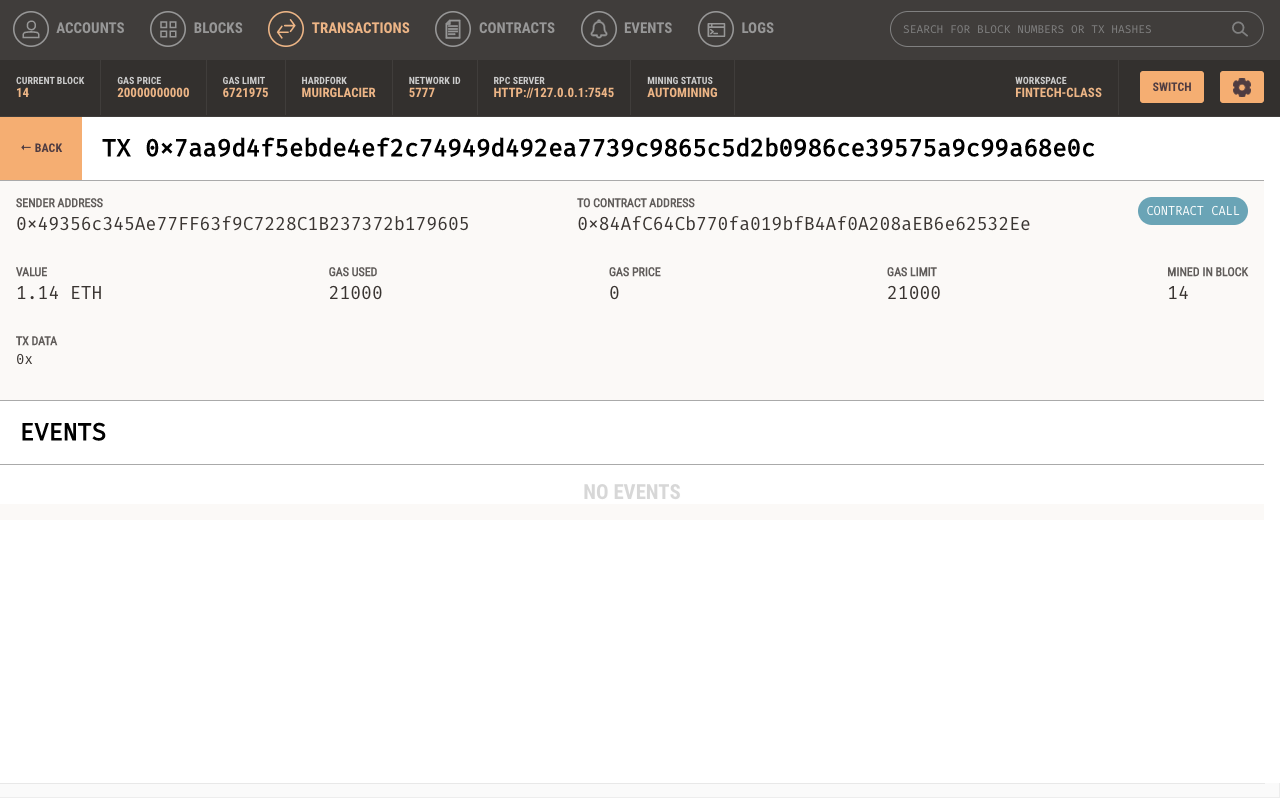 ACCOUNTS BLOCKS TRANSACTIONS CONTRACTS EVENTS LOGS SEARCH FOR BLOCK NUMBERS OR TX HASHES
CURRENT BLOCK GAS PRICE GAS LIMIT HARDFORK NETWORK ID RPC SERVER MINING STATUS WORKSPACE
14 20000000000 6721975 MUIRGLACIER 5777 HTTP://127.0.0.1:7545 AUTOMINING FINTECH-CLASS SWITCH
← BACK TX 0×7aa9d4f5ebde4ef2c74949d492ea7739c9865c5d2b0986ce39575a9c99a68e0c
SENDER ADDRESS TO CONTRACT ADDRESS
0×49356c345Ae77FF63f9C7228C1B237372b179605 0×84AfC64Cb770fa019bfB4Af0A208aEB6e62532Ee CONTRACT CALL
VALUE GAS USED GAS PRICE GAS LIMIT MINED IN BLOCK
1.14 ETH 21000 0 21000 14
TX DATA
0x
EVENTS
NO EVENTS